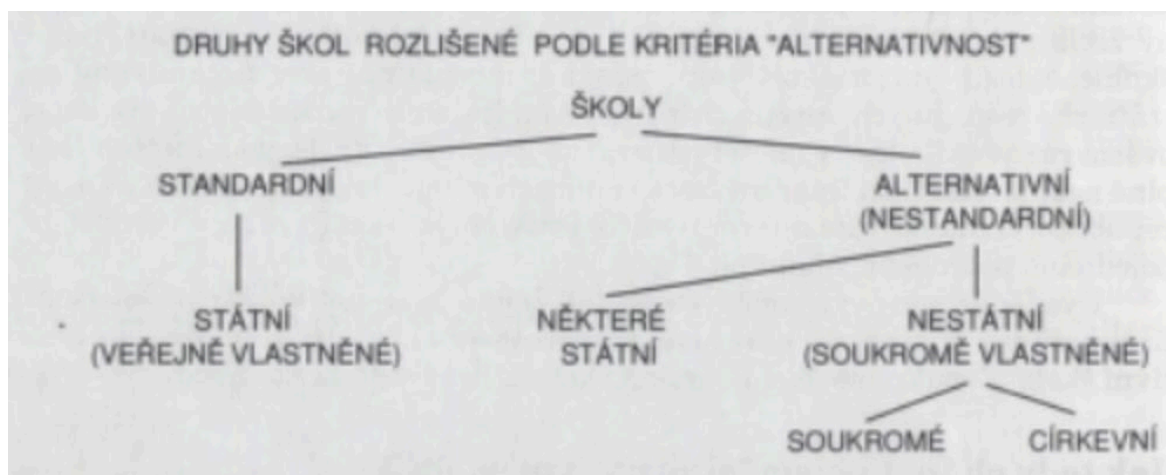 DRUHY ŠKOL ROZLIŠENÉ PODLE KRITÉRIA "ALTERNATIVNOST"
ŠKOLY
STANDARDNÍ
ALTERNATIVNÍ
(NESTANDARDNÍ)
STÁTNÍ
(VEŘEJNĚ VLASTNĚNÉ)
NĚKTERÉ
STÁTNÍ
NESTÁTNÍ
(SOUKROMĚ VLASTNĚNÉ)
SOUKROMÉ
CÍRKEVNÍ